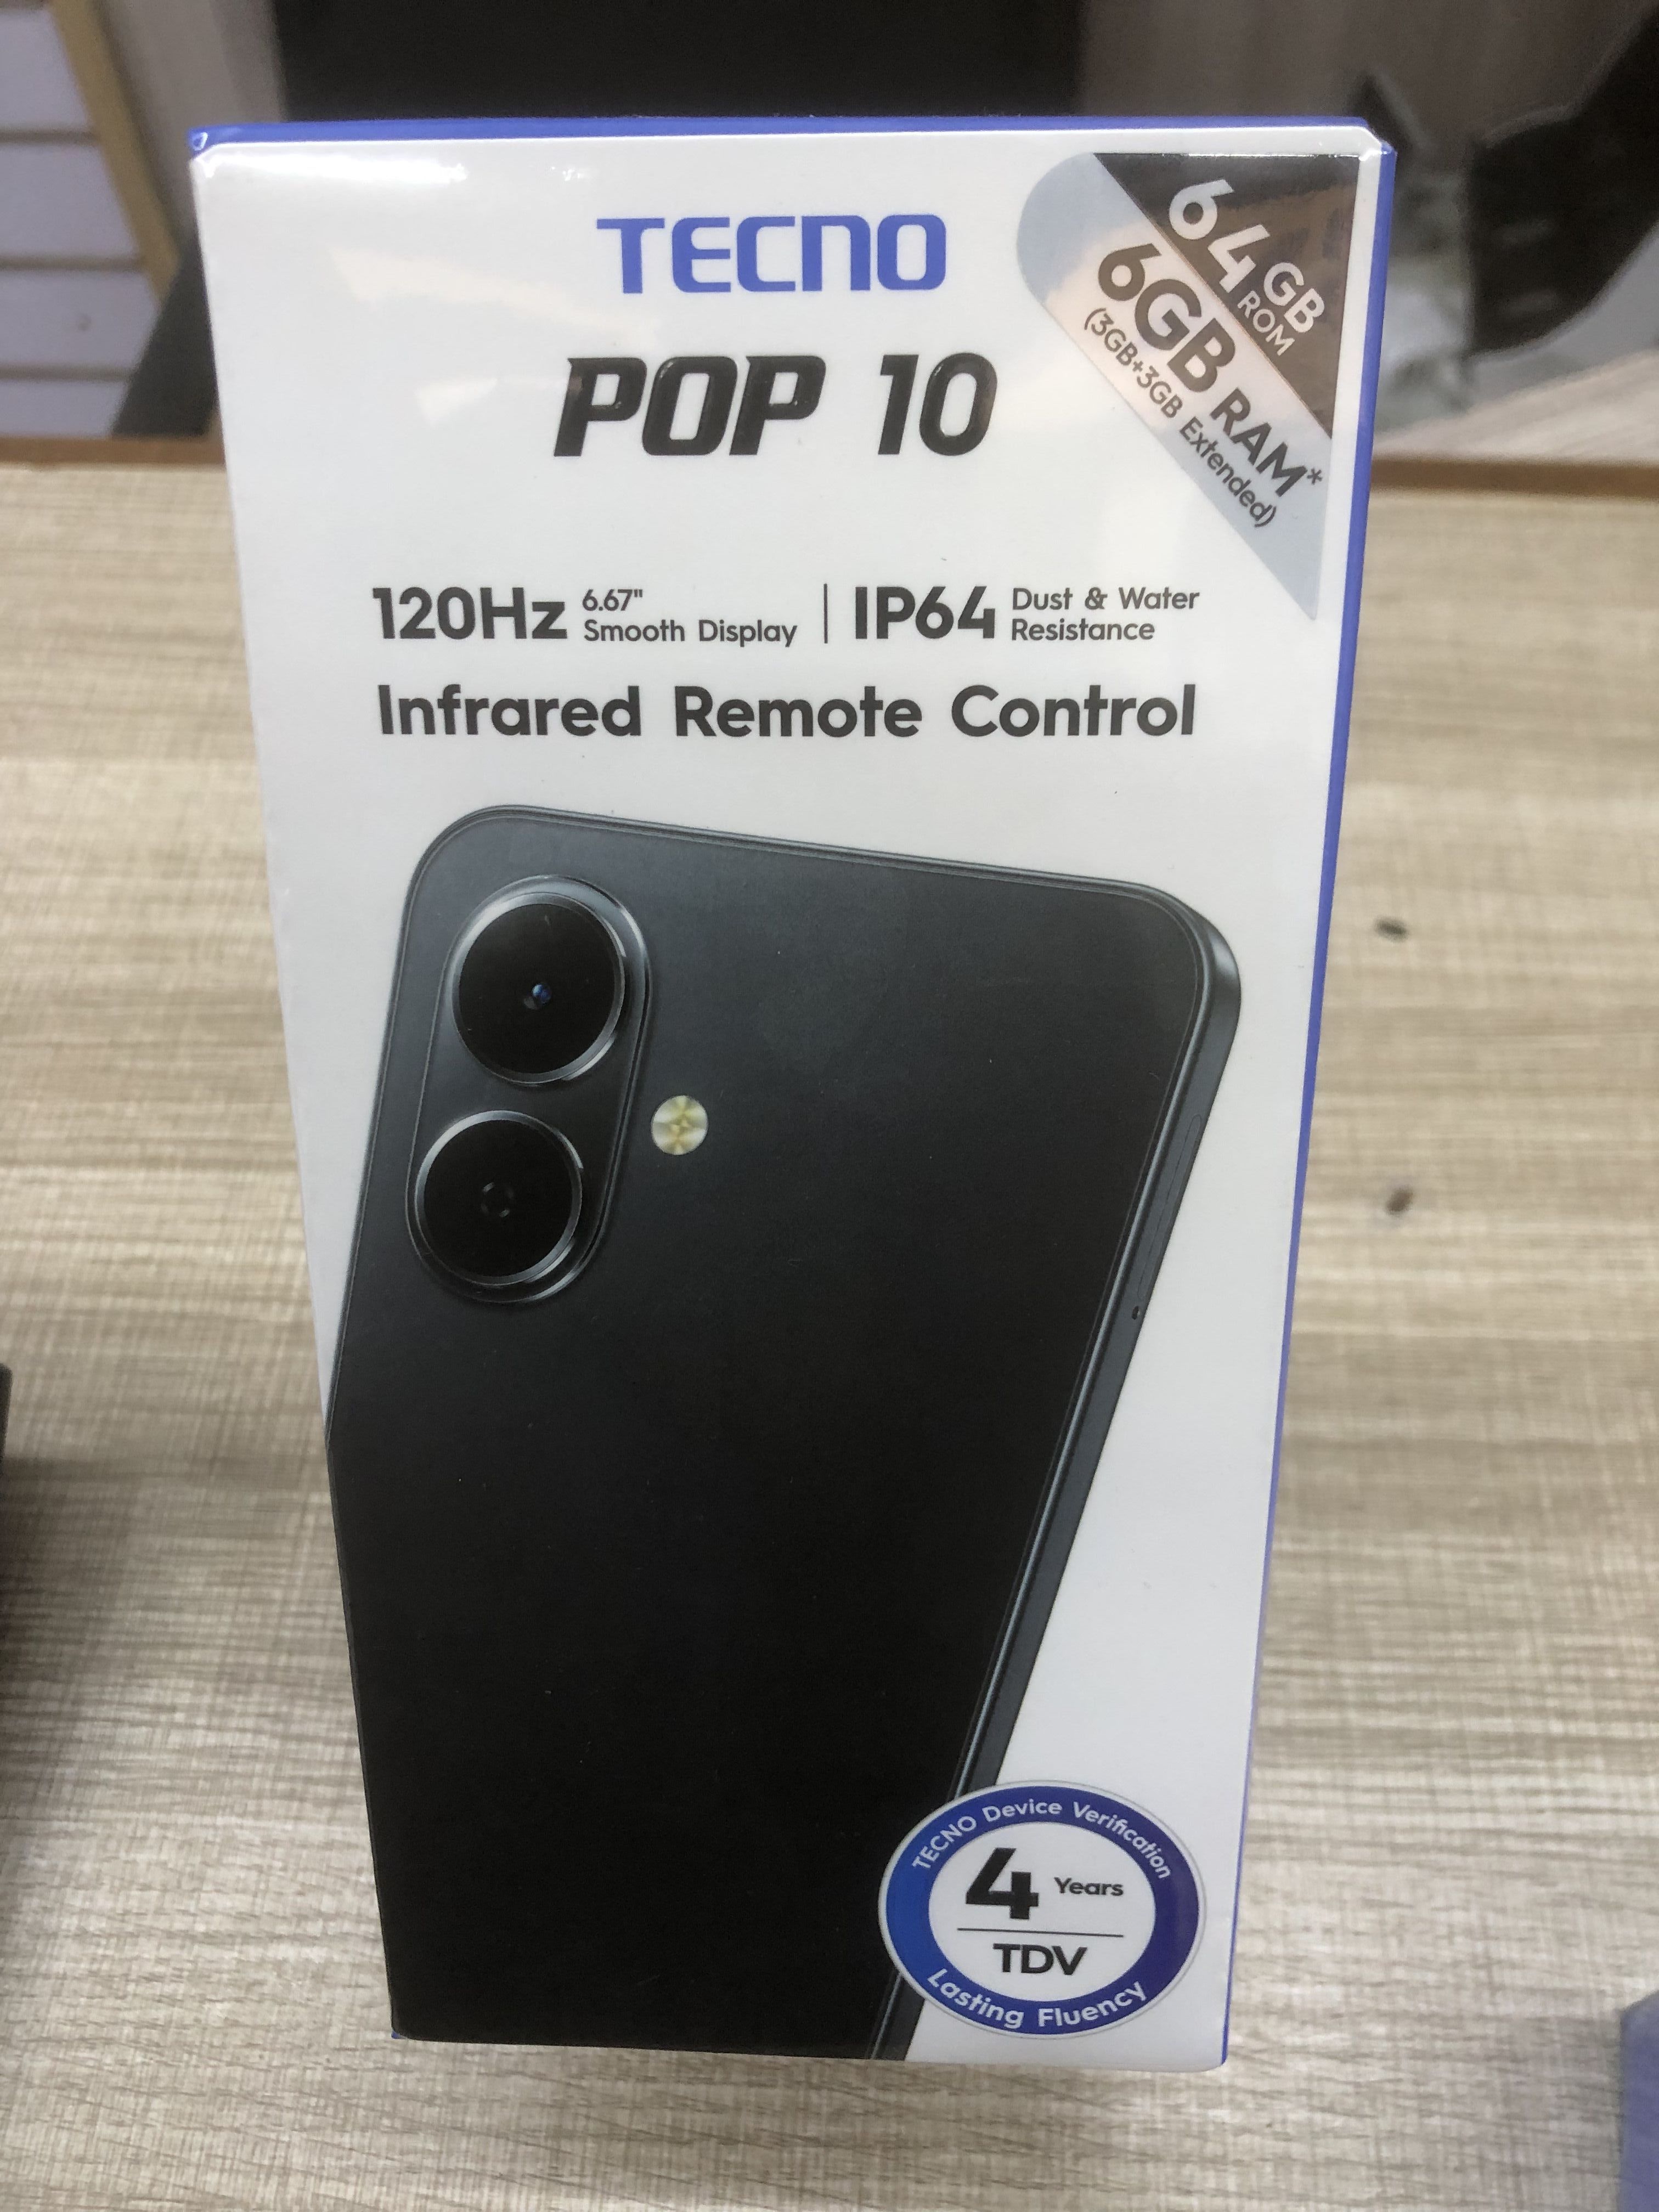 TECNO
POP 10
64GB ROM
6GB RAM*
(3GB+3GB Extended)
120Hz 6.67" Smooth Display | IP64 Dust & Water Resistance
Infrared Remote Control
TECNO Device Verification
4 Years
TDV
Lasting Fluency